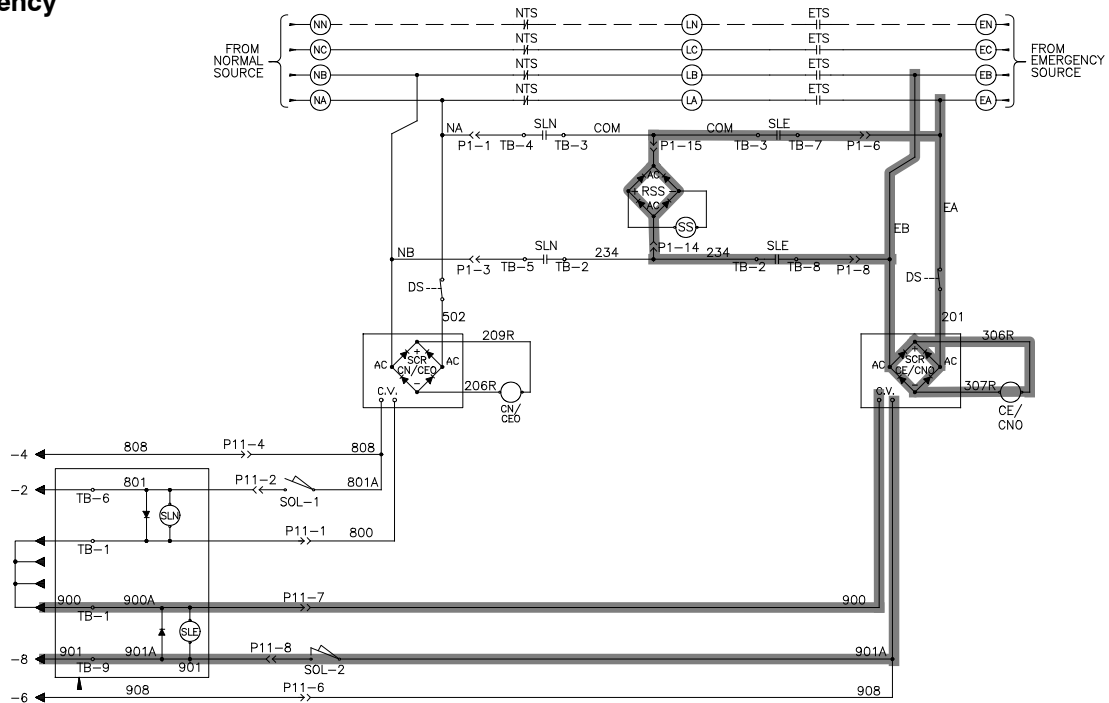 ency
NN NTS LN ETS EN
NC NTS LC ETS EC
FROM NORMAL SOURCE
FROM EMERGENCY SOURCE
NB NTS LB ETS EB
NA NTS LA ETS EA
NA P1-1 TB-4 SLN TB-3 COM P1-15 COM TB-3 SLE TB-7 P1-6
AC
+ RSS -
AC
SS
EA
EB
P1-14
NB P1-3 TB-5 SLN TB-2 234 234 TB-2 SLE TB-8 P1-8
DS DS
502 201
209R 306R
AC + SCR CN/CEO - AC
AC + SCR CE/CNO - AC
206R 307R
C.V. C.V.
CN/CEO
CE/CNO
-4 808 P11-4 808
-2 801 P11-2 801A
TB-6 SOL-1
SLN
P11-1 800
TB-1
900 900A P11-7 900
TB-1
SLE
-8 901 901A P11-8 901A
TB-9 901 SOL-2
-6 908 P11-6 908